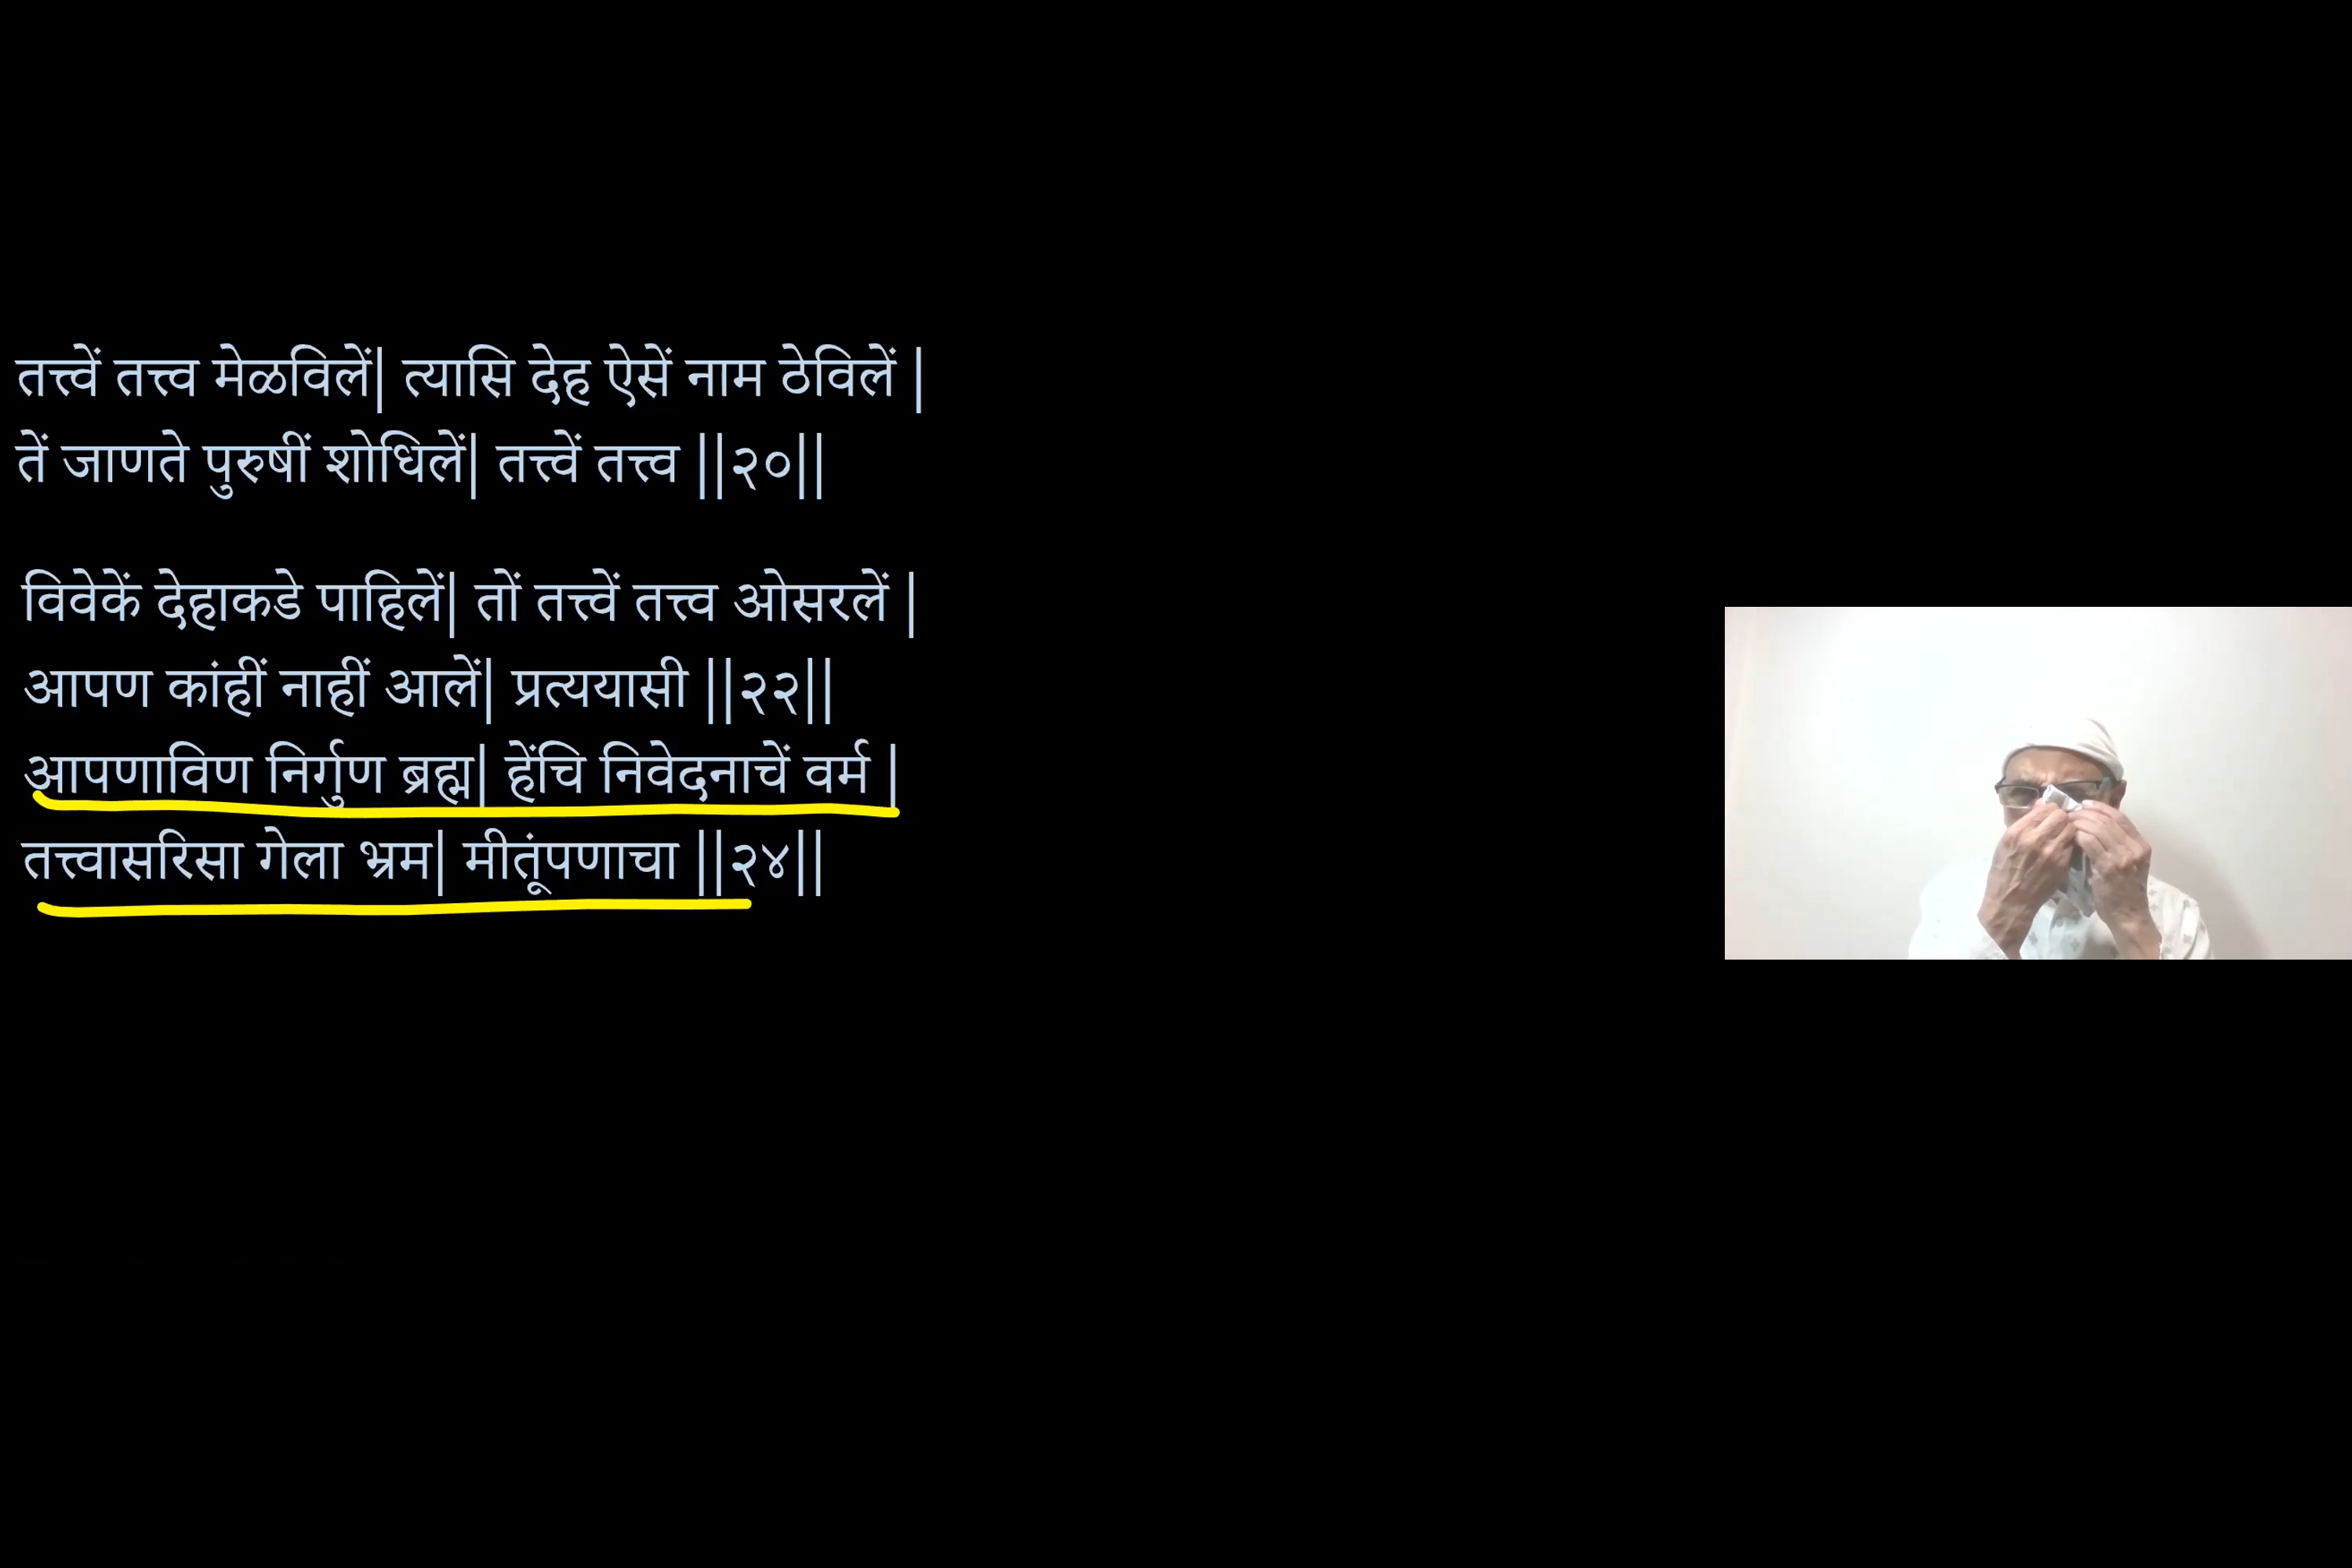 तत्त्वें तत्त्व मेळविलें| त्यासि देह ऐसें नाम ठेविलें |
तें जाणते पुरुषीं शोधिलें| तत्त्वें तत्त्व ||२०||
विवेकें देहाकडे पाहिलें| तों तत्त्वें तत्त्व ओसरलें |
आपण कांहीं नाहीं आलें| प्रत्ययासी ||२२||
आपणाविण निर्गुण ब्रह्म| हेंचि निवेदनाचें वर्म |
तत्त्वासरिसा गेला भ्रम| मीतूंपणाचा ||२४||